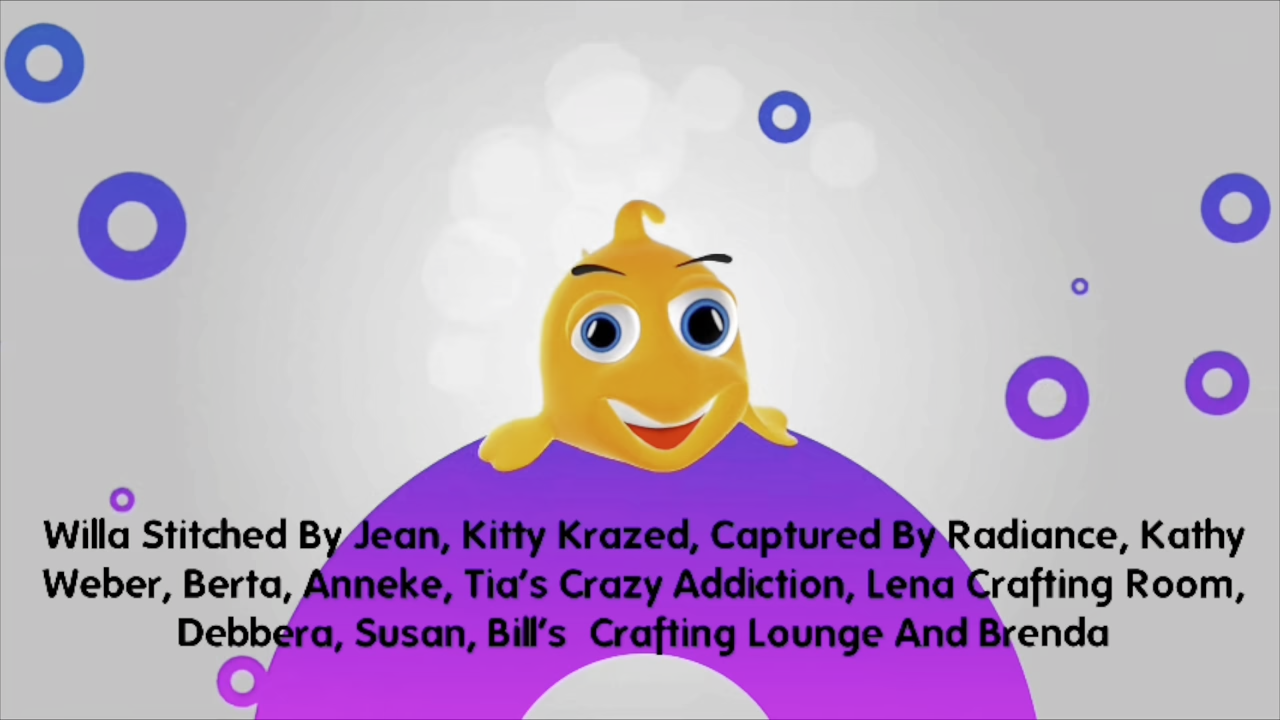 Willa Stitched By Jean, Kitty Krazed, Captured By Radiance, Kathy
Weber, Berta, Anneke, Tia's Crazy Addiction, Lena Crafting Room,
Debbera, Susan, Bill's  Crafting Lounge And Brenda